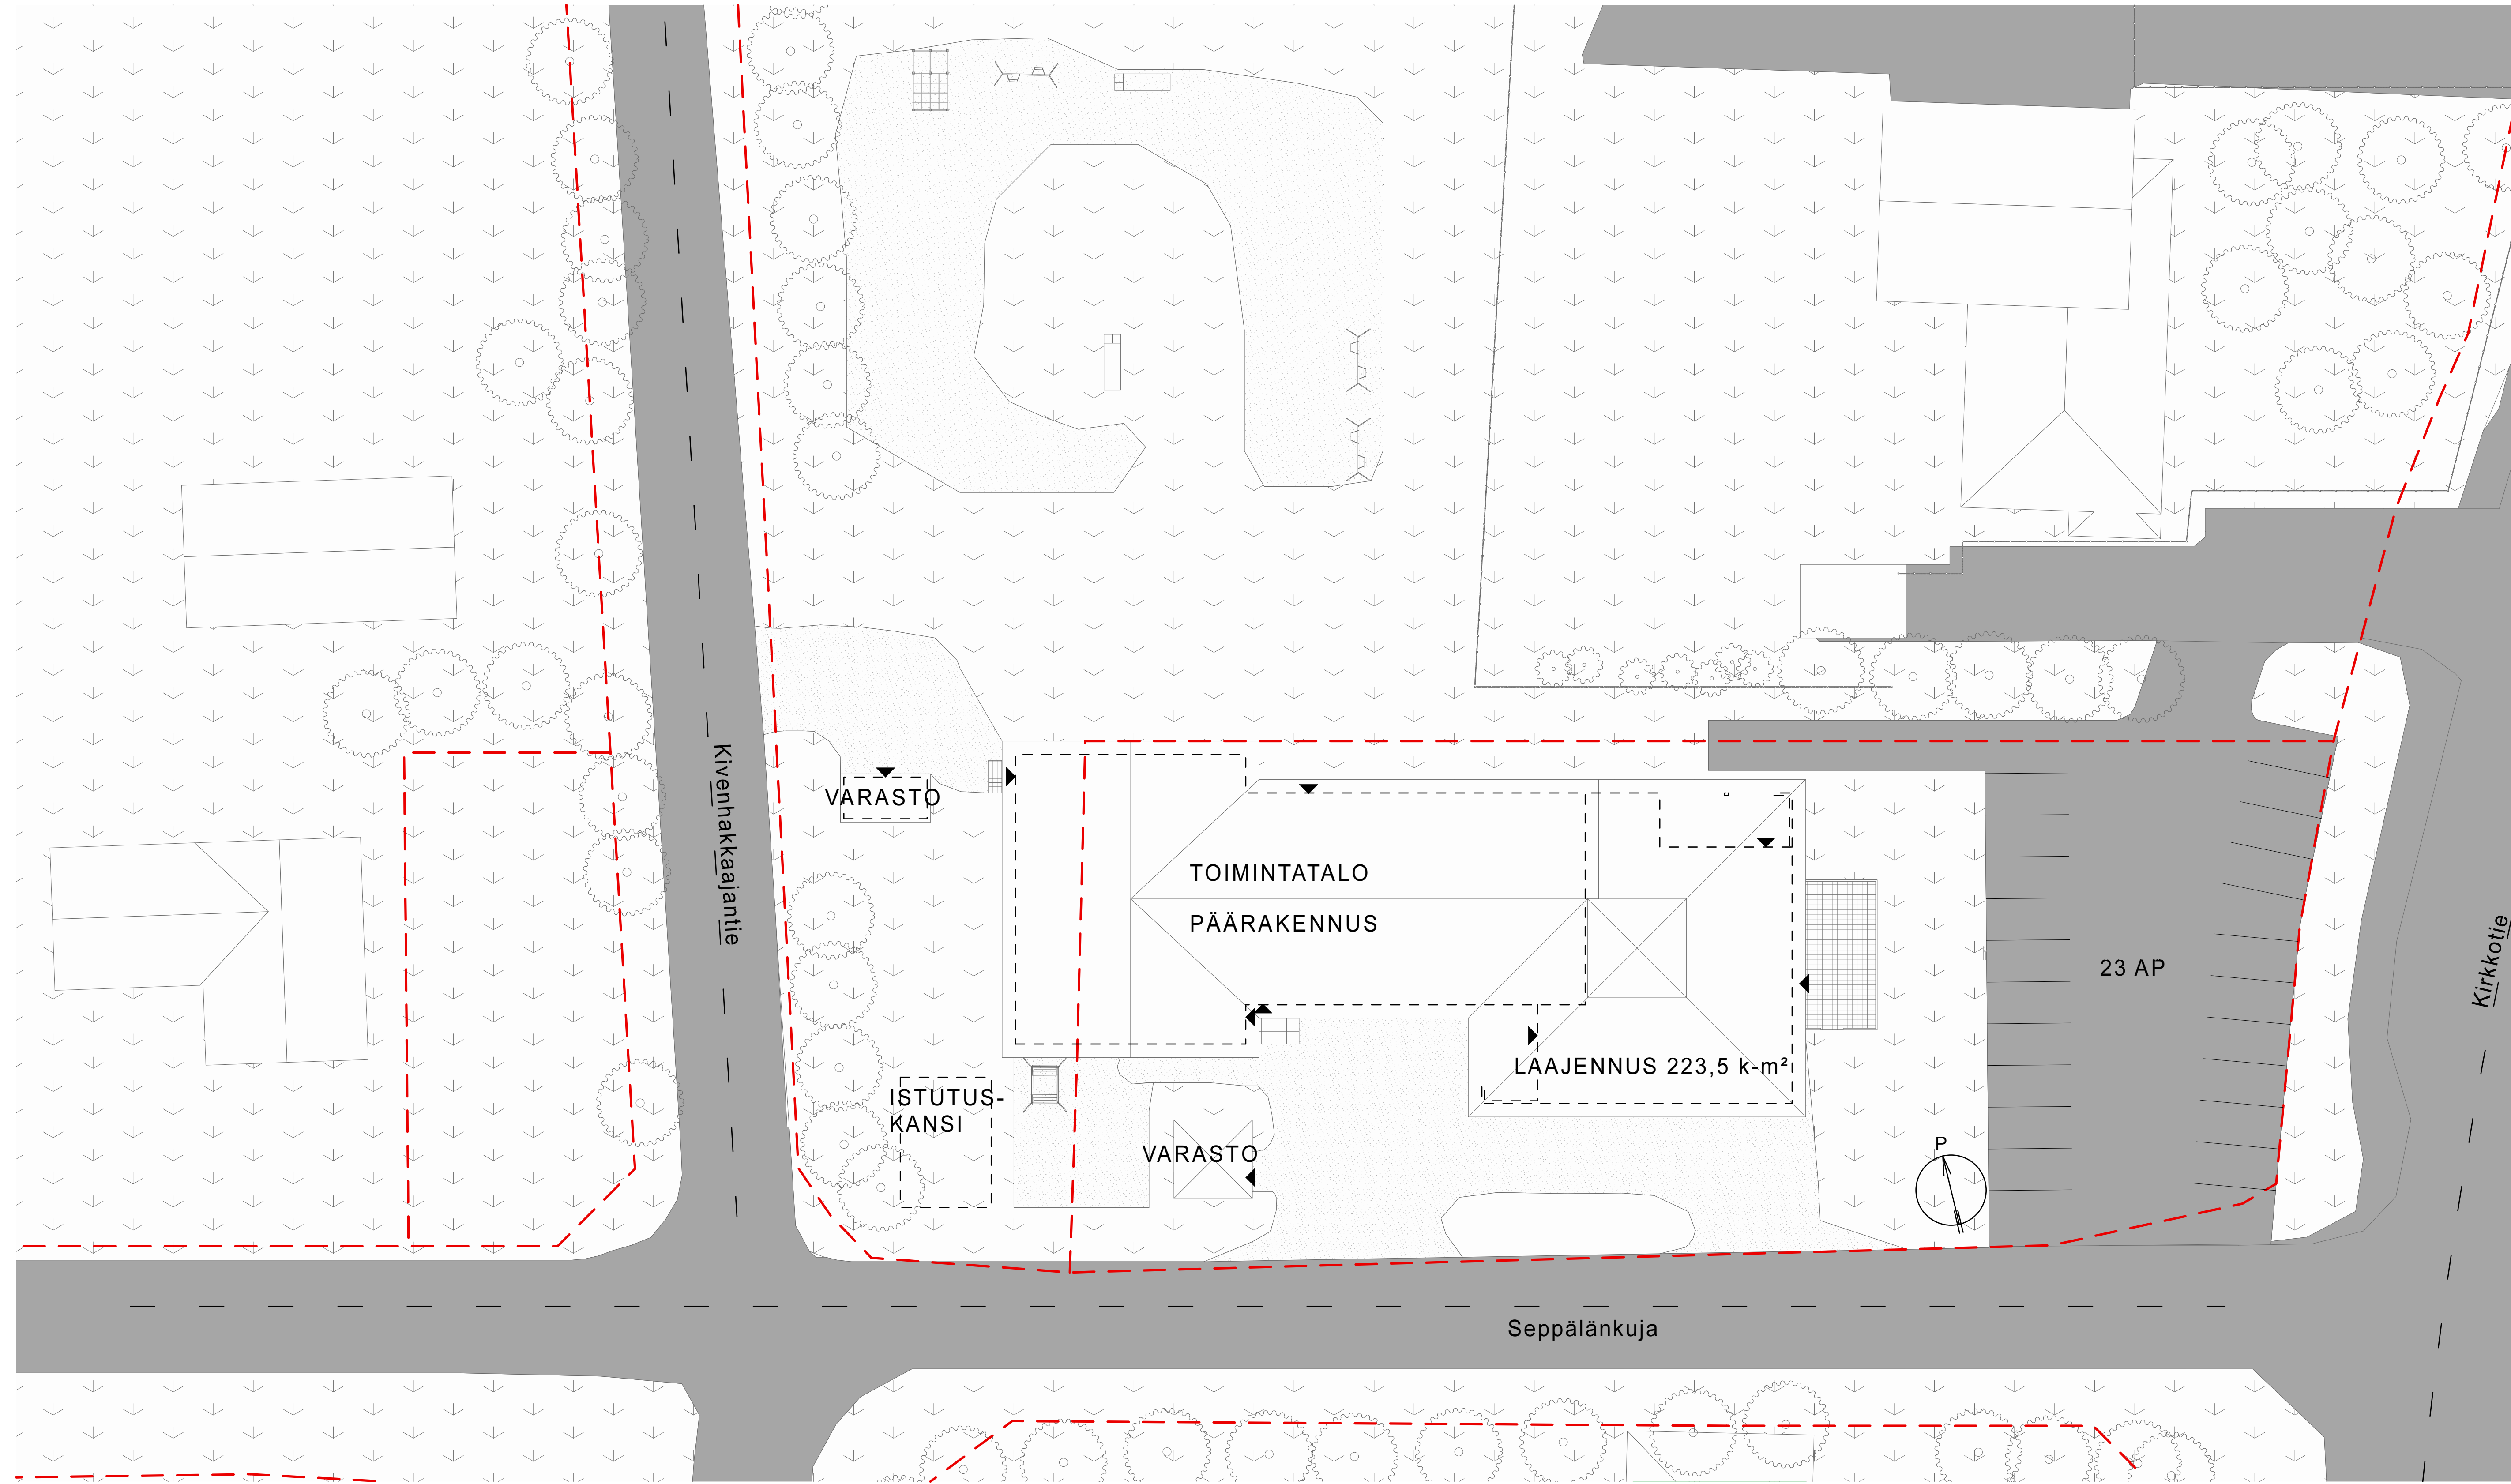 Kivenhakkaajantie
VARASTO
TOIMINTATALO
PÄÄRAKENNUS
23 AP
Kirkkotie
LAAJENNUS 223,5 k-m²
ISTUTUS-
KANSI
VARASTO
P
Seppälänkuja